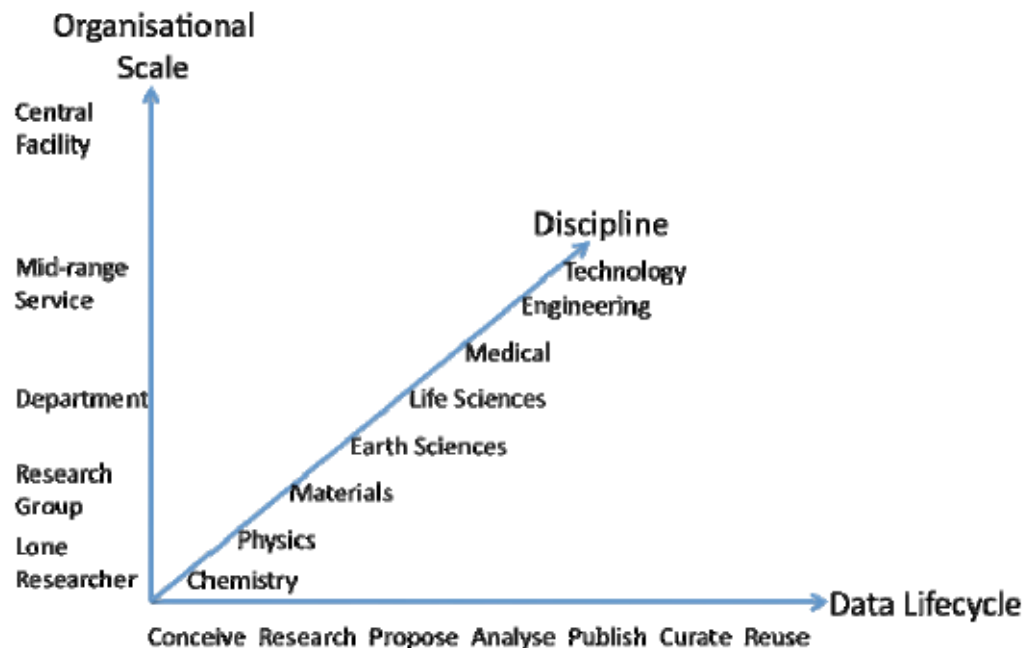 Organisational
Scale
Central
Facility
Mid-range
Service
Department
Research
Group
Lone
Researcher
Discipline
Technology
Engineering
Medical
Life Sciences
Earth Sciences
Materials
Physics
Chemistry
Data Lifecycle
Conceive Research Propose Analyse Publish Curate Reuse